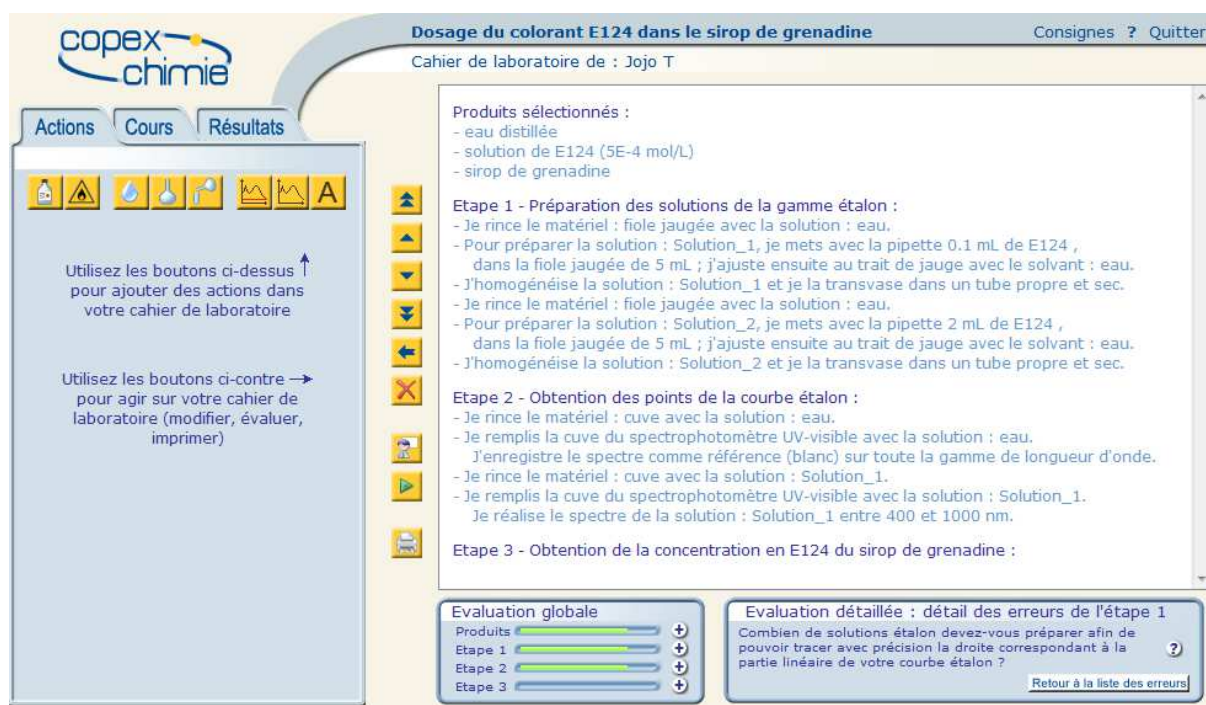 copex
chimie
Dosage du colorant E124 dans le sirop de grenadine
Consignes ? Quitter
Cahier de laboratoire de : Jojo T
Actions Cours Résultats
A
Utilisez les boutons ci-dessus ↑
pour ajouter des actions dans
votre cahier de laboratoire
Utilisez les boutons ci-contre →
pour agir sur votre cahier de
laboratoire (modifier, évaluer,
imprimer)
Produits sélectionnés :
- eau distillée
- solution de E124 (5E-4 mol/L)
- sirop de grenadine
Etape 1 - Préparation des solutions de la gamme étalon :
- Je rince le matériel : fiole jaugée avec la solution : eau.
- Pour préparer la solution : Solution_1, je mets avec la pipette 0.1 mL de E124 ,
dans la fiole jaugée de 5 mL ; j'ajuste ensuite au trait de jauge avec le solvant : eau.
- J'homogénéise la solution : Solution_1 et je la transvase dans un tube propre et sec.
- Je rince le matériel : fiole jaugée avec la solution : eau.
- Pour préparer la solution : Solution_2, je mets avec la pipette 2 mL de E124 ,
dans la fiole jaugée de 5 mL ; j'ajuste ensuite au trait de jauge avec le solvant : eau.
- J'homogénéise la solution : Solution_2 et je la transvase dans un tube propre et sec.
Etape 2 - Obtention des points de la courbe étalon :
- Je rince le matériel : cuve avec la solution : eau.
- Je remplis la cuve du spectrophotomètre UV-visible avec la solution : eau.
J'enregistre le spectre comme référence (blanc) sur toute la gamme de longueur d'onde.
- Je rince le matériel : cuve avec la solution : Solution_1.
- Je remplis la cuve du spectrophotomètre UV-visible avec la solution : Solution_1.
Je réalise le spectre de la solution : Solution_1 entre 400 et 1000 nm.
Etape 3 - Obtention de la concentration en E124 du sirop de grenadine :
Evaluation globale
Produits
Etape 1
Etape 2
Etape 3
Evaluation détaillée : détail des erreurs de l'étape 1
Combien de solutions étalon devez-vous préparer afin de
pouvoir tracer avec précision la droite correspondant à la
partie linéaire de votre courbe étalon ?
?
Retour à la liste des erreurs